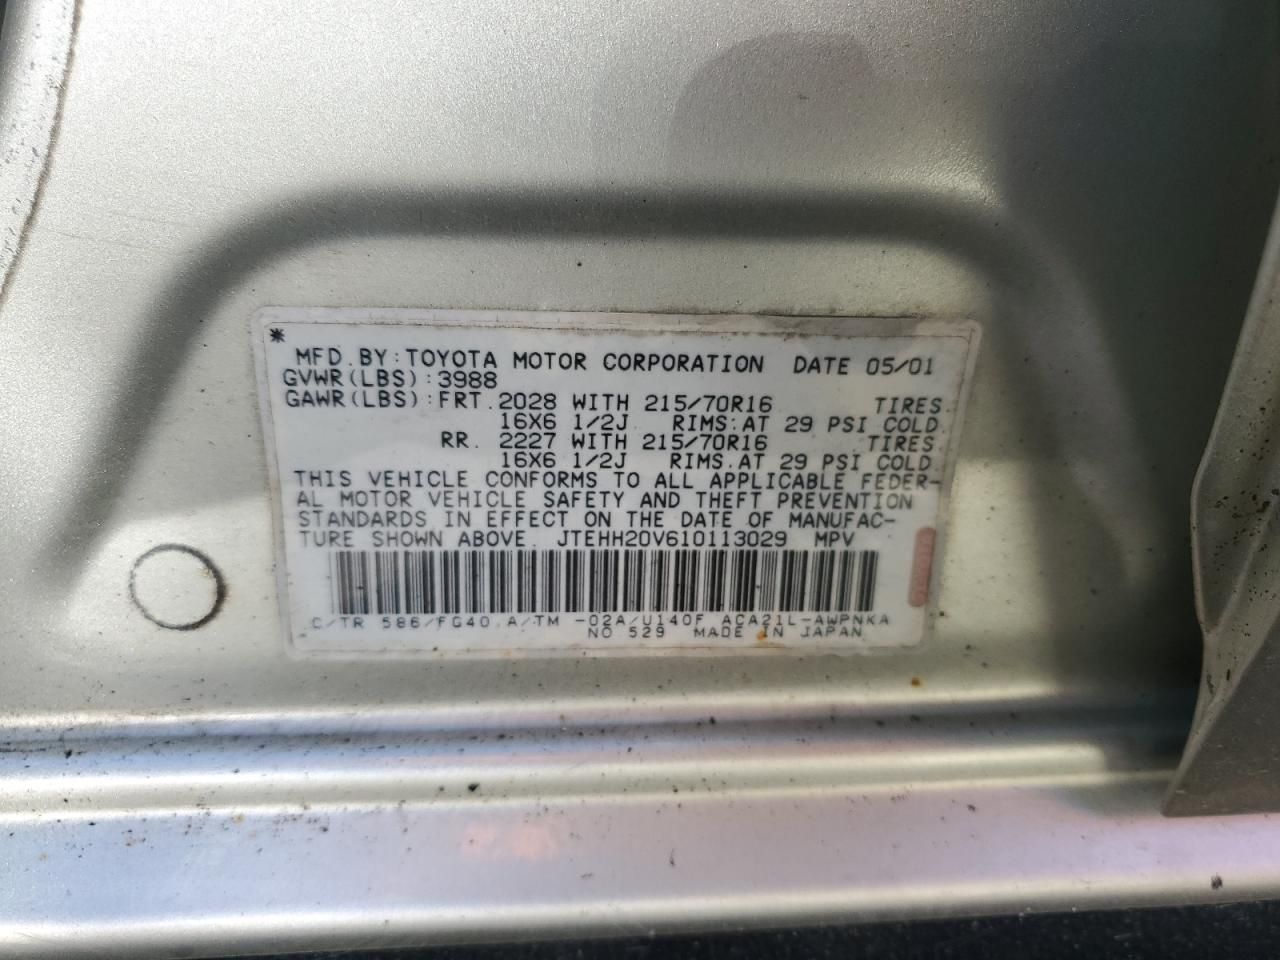 *
MFD. BY: TOYOTA MOTOR CORPORATION DATE 05/01
GVWR(LBS): 3988
GAWR(LBS): FRT. 2028 WITH 215/70R16 TIRES.
16X6 1/2J RIMS. AT 29 PSI COLD.
RR. 2227 WITH 215/70R16 TIRES.
16X6 1/2J RIMS. AT 29 PSI COLD.
THIS VEHICLE CONFORMS TO ALL APPLICABLE FEDER-
AL MOTOR VEHICLE SAFETY AND THEFT PREVENTION
STANDARDS IN EFFECT ON THE DATE OF MANUFAC-
TURE SHOWN ABOVE. JTEHH20V610113029 MPV
C/TR 586/FG40 A/TM -02A/U140F ACA21L-AWPNKA
NO 529 MADE IN JAPAN